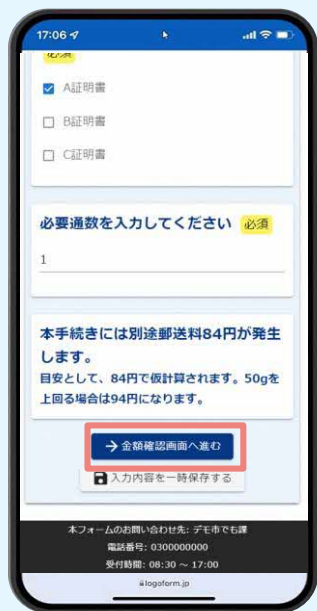 17:06
必須
A証明書
B証明書
C証明書
必要通数を入力してください 必須
1
本手続きには別途郵送料84円が発生
します。
目安として、84円で仮計算されます。50gを
上回る場合は94円になります。
→ 金額確認画面へ進む
入力内容を一時保存する
本フォームのお問い合わせ先: デモ市でも課
電話番号: 0300000000
受付時間: 08:30 ～ 17:00
logoform.jp